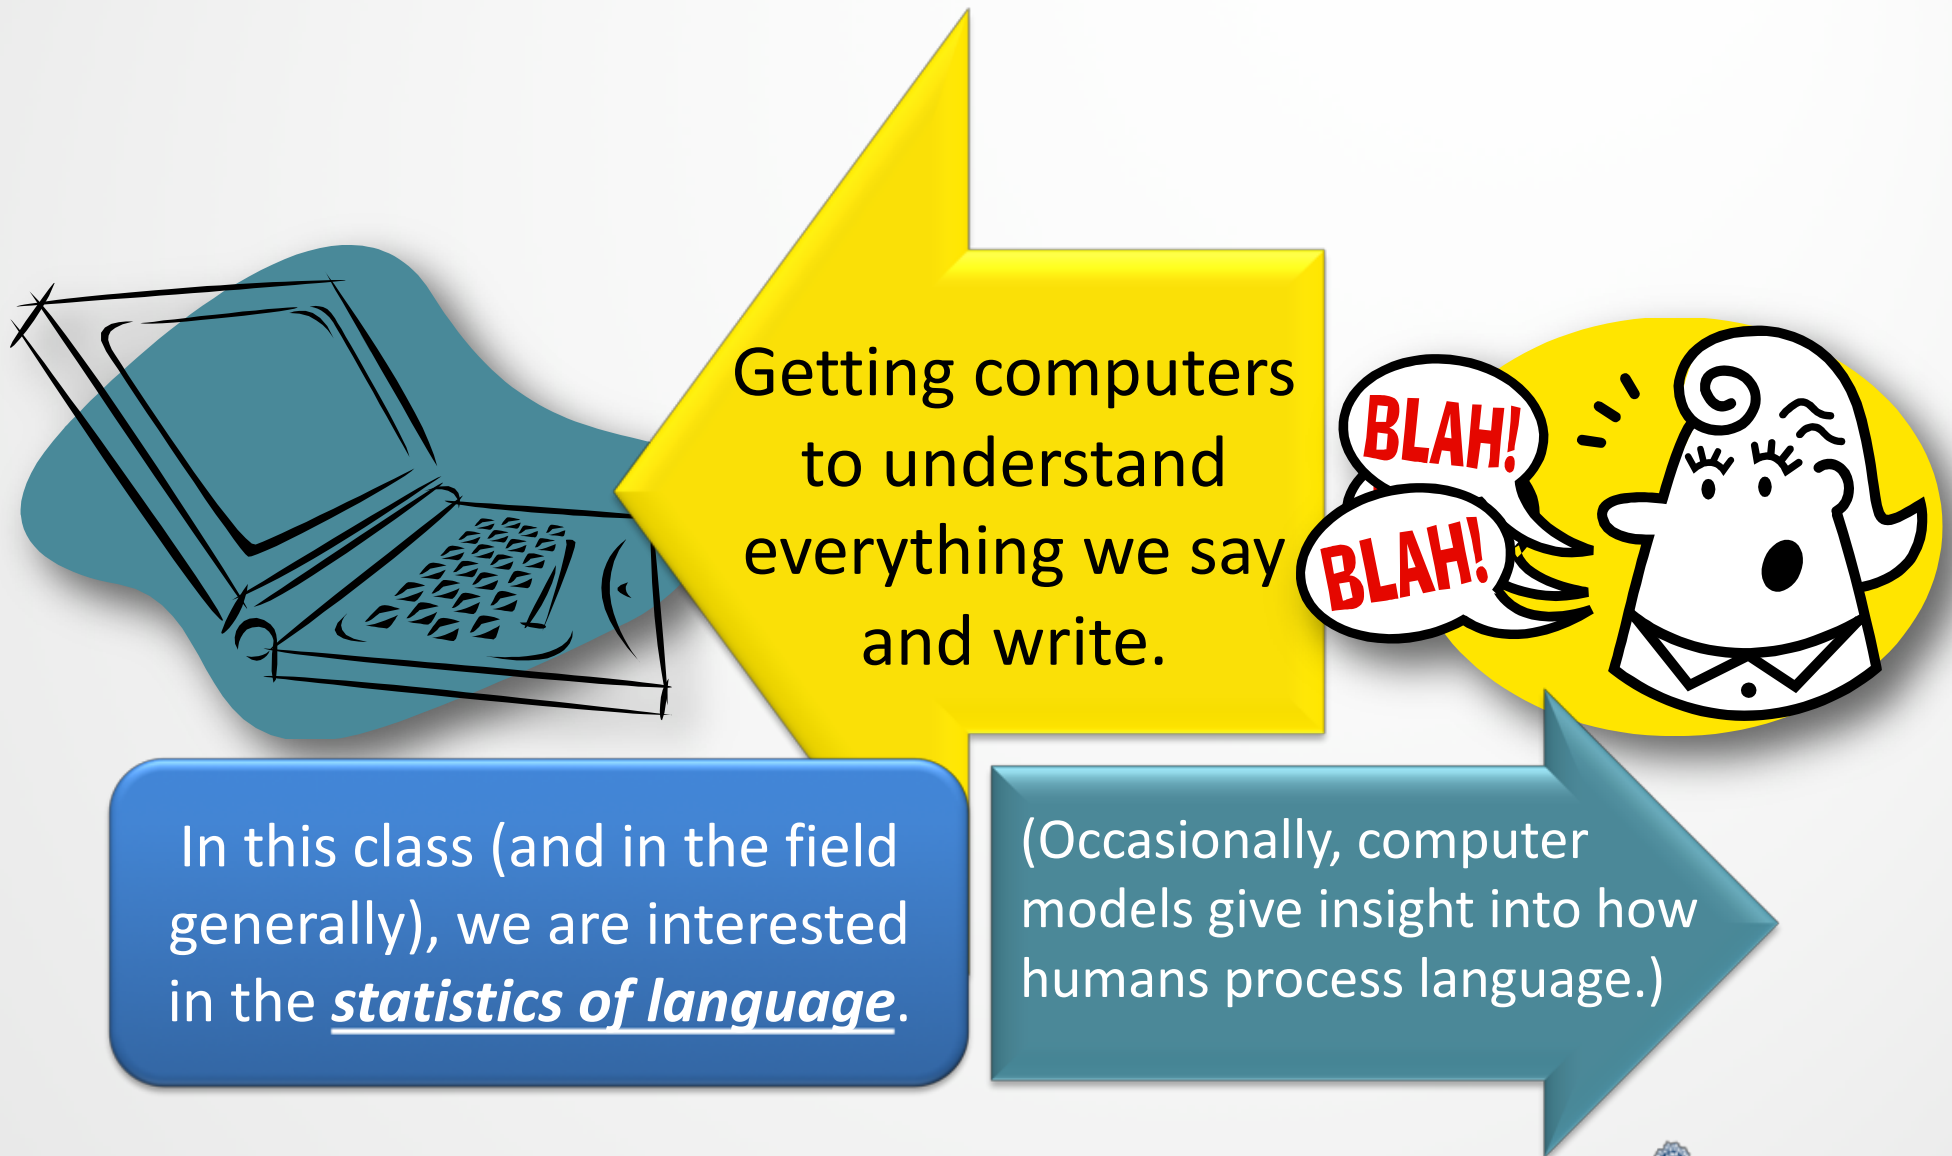 Getting computers
to understand
everything we say
and write.
BLAH!
BLAH!
In this class (and in the field
generally), we are interested
in the statistics of language.
(Occasionally, computer
models give insight into how
humans process language.)